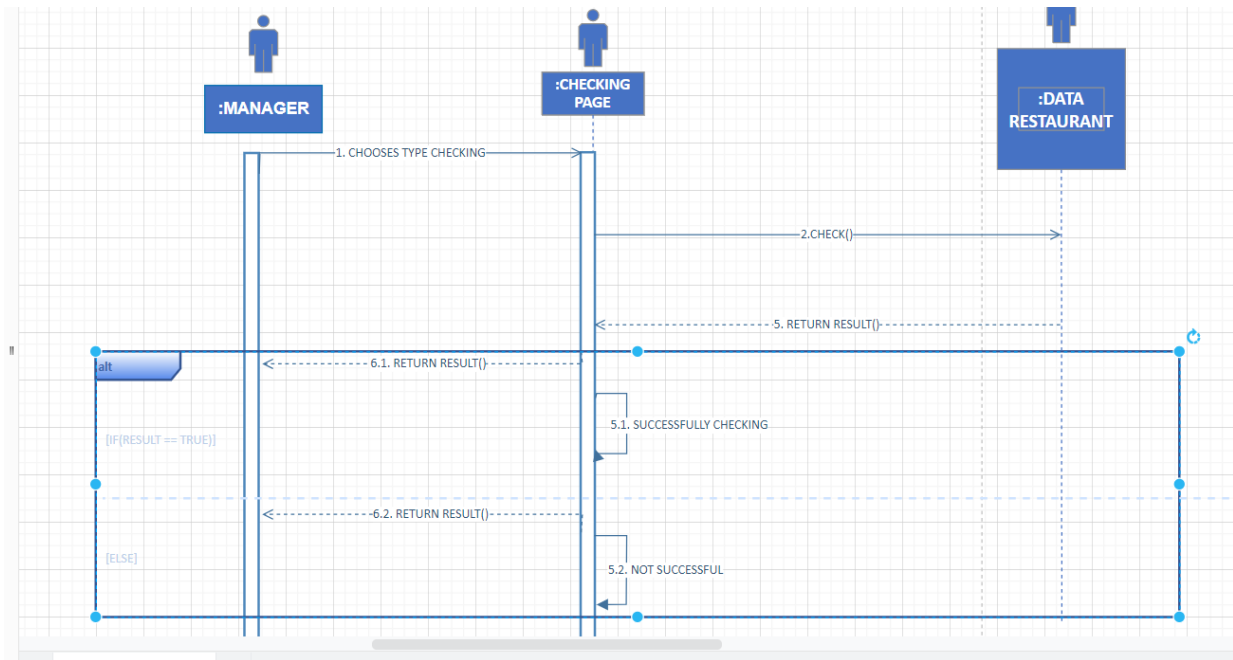 :MANAGER
:CHECKING
PAGE
:DATA
RESTAURANT
1. CHOOSES TYPE CHECKING
2.CHECK()
5. RETURN RESULT()
alt
6.1. RETURN RESULT()
5.1. SUCCESSFULLY CHECKING
[IF(RESULT == TRUE)]
6.2. RETURN RESULT()
[ELSE]
5.2. NOT SUCCESSFUL